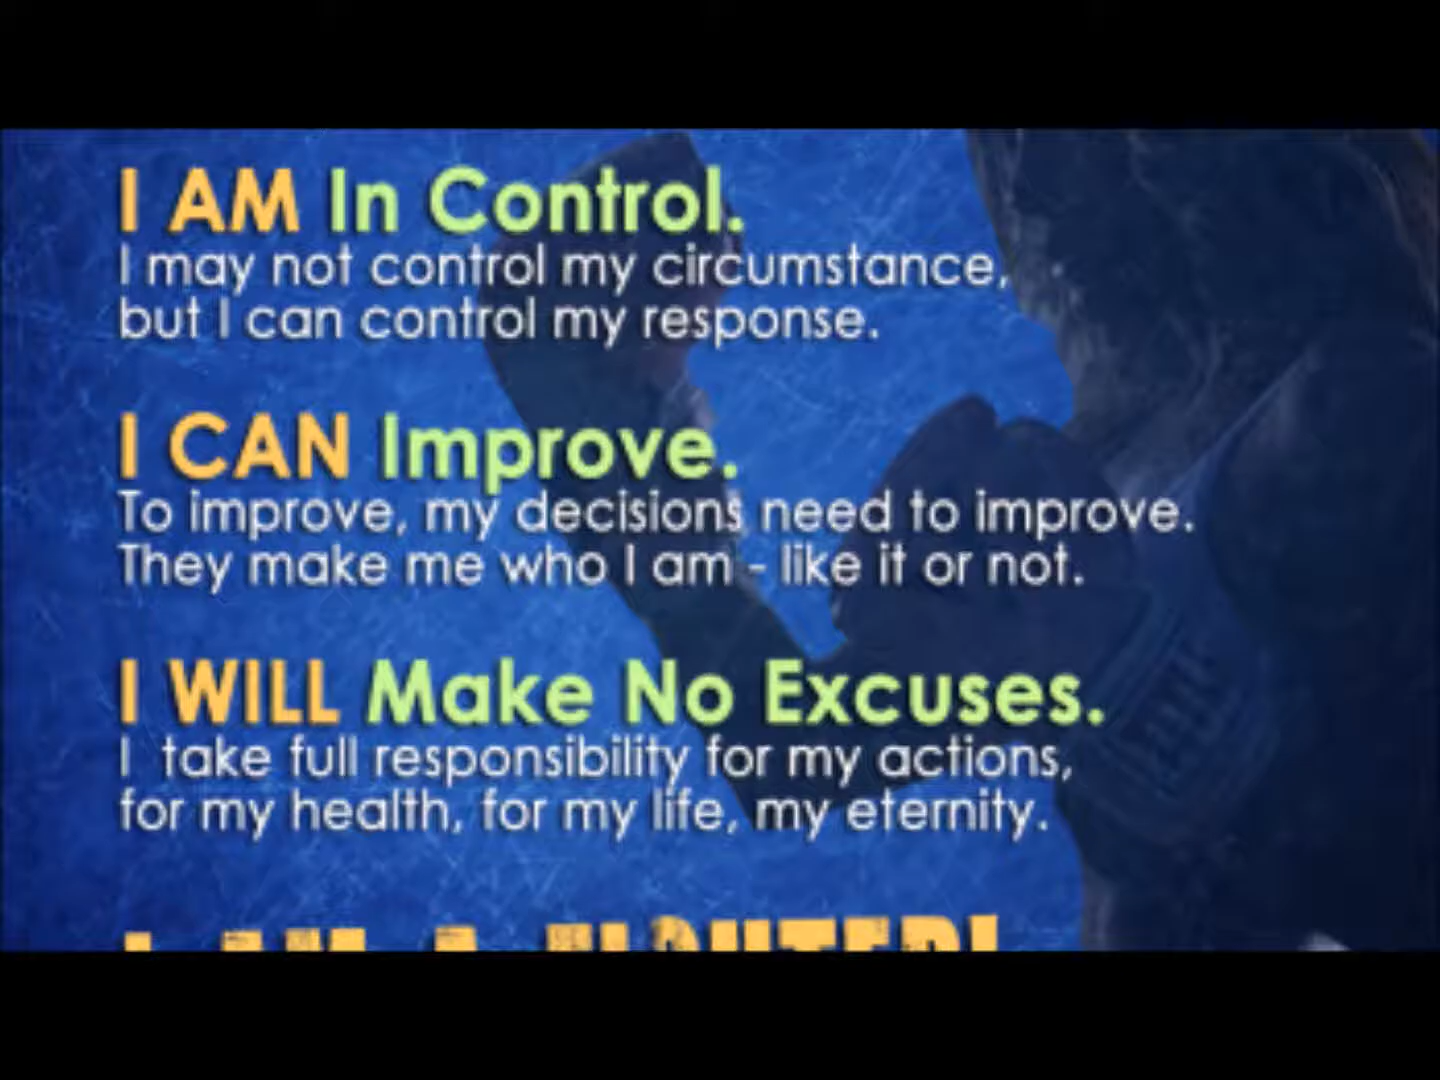 I AM In Control.
I may not control my circumstance,
but I can control my response.
I CAN Improve.
To improve, my decisions need to improve.
They make me who I am - like it or not.
I WILL Make No Excuses.
I take full responsibility for my actions,
for my health, for my life, my eternity.
I AM A FIGHTER!